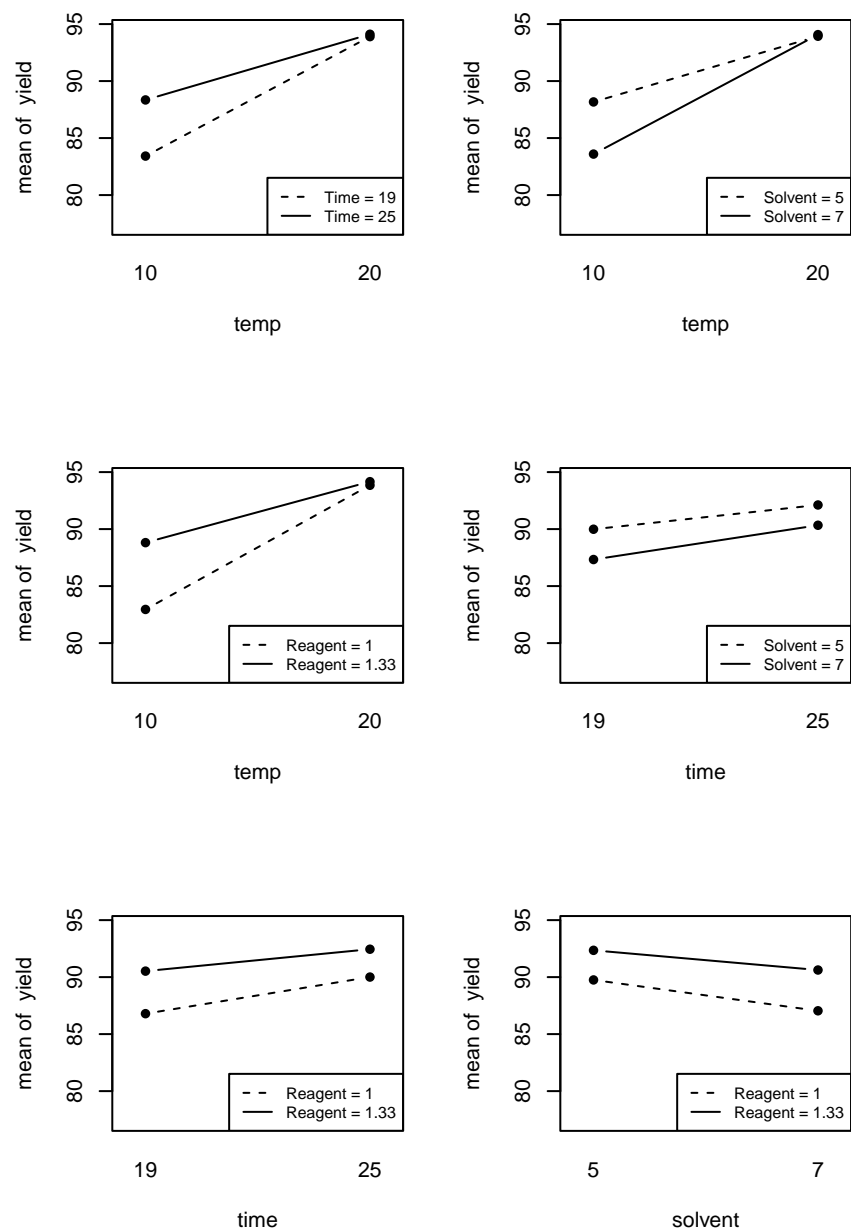 95
90
85
80
mean of yield
Time = 19
Time = 25
10 20
temp
95
90
85
80
mean of yield
Solvent = 5
Solvent = 7
10 20
temp
95
90
85
80
mean of yield
Reagent = 1
Reagent = 1.33
10 20
temp
95
90
85
80
mean of yield
Solvent = 5
Solvent = 7
19 25
time
95
90
85
80
mean of yield
Reagent = 1
Reagent = 1.33
19 25
time
95
90
85
80
mean of yield
Reagent = 1
Reagent = 1.33
5 7
solvent